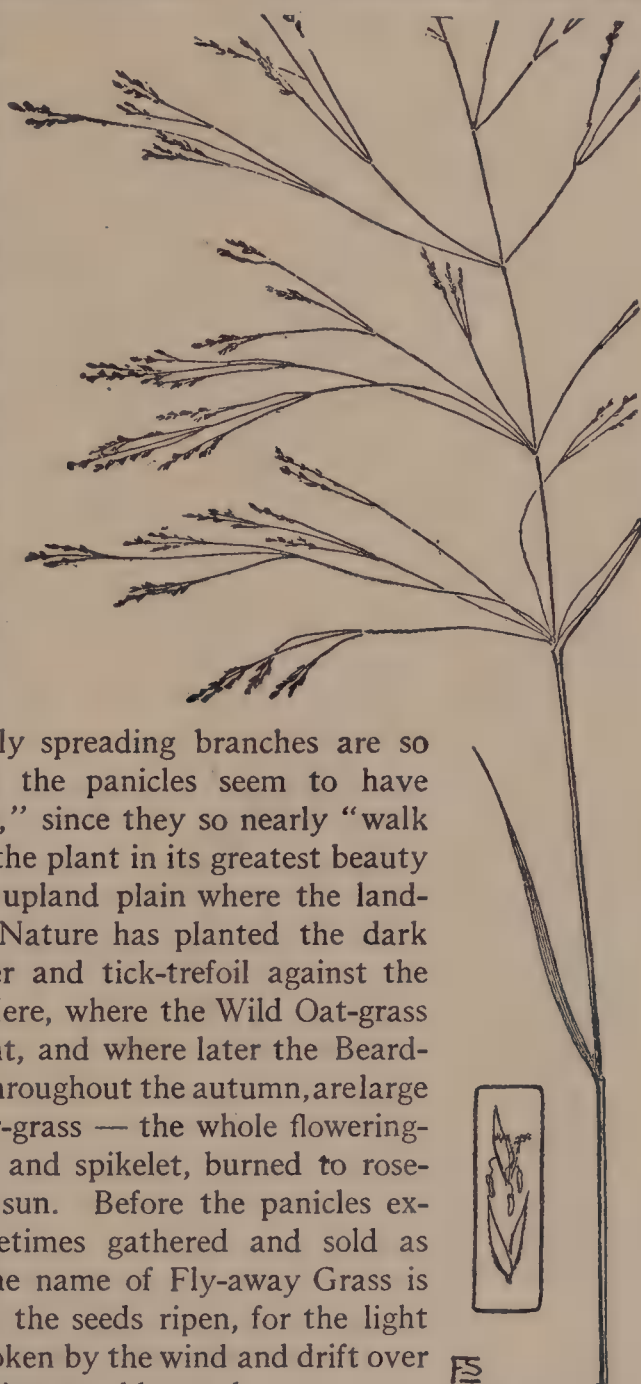 ly spreading branches are so
the panicles seem to have
," since they so nearly "walk
the plant in its greatest beauty
upland plain where the land-
Nature has planted the dark
r and tick-trefoil against the
ere, where the Wild Oat-grass
t, and where later the Beard-
hroughout the autumn, are large
-grass — the whole flowering-
and spikelet, burned to rose-
sun. Before the panicles ex-
etimes gathered and sold as
e name of Fly-away Grass is
the seeds ripen, for the light
ken by the wind and drift over
FS